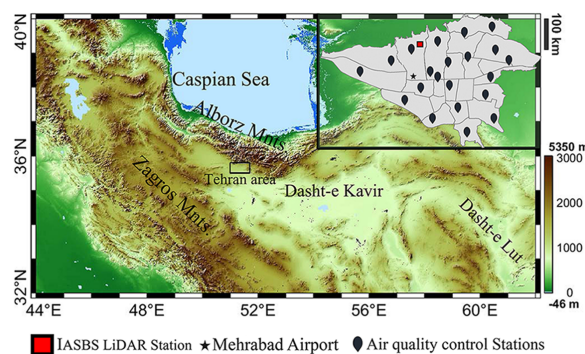 40°N
100 km
Caspian Sea
Alborz Mnts
36°N
5350 m
3000
Tehran area
Zagros Mnts
Dasht-e Kavir
2000
Dasht-e Lut
1000
32°N
0
-46 m
44°E
48°E
52°E
56°E
60°E
IASBS LiDAR Station
Mehrabad Airport
Air quality control Stations